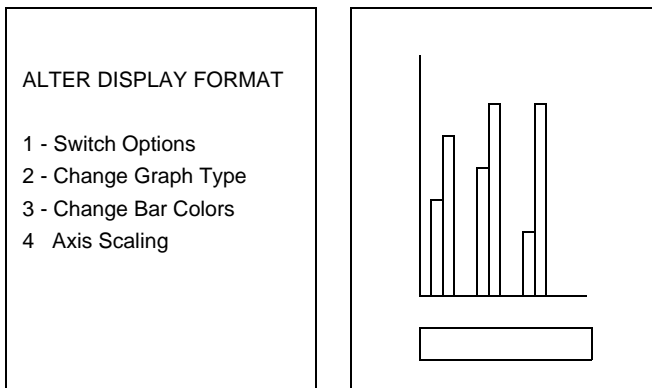 ALTER DISPLAY FORMAT
1 - Switch Options
2 - Change Graph Type
3 - Change Bar Colors
4   Axis Scaling